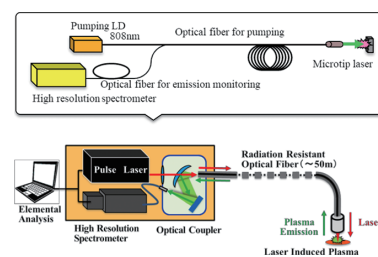 Pumping LD
808nm
Optical fiber for pumping
Microtip laser
Optical fiber for emission monitoring
High resolution spectrometer
Radiation Resistant
Optical Fiber(～50m)
Pulse Laser
Plasma
Emission
Lase
Elemental
Analysis
High Resolution
Spectrometer
Optical Coupler
Laser Induced Plasma